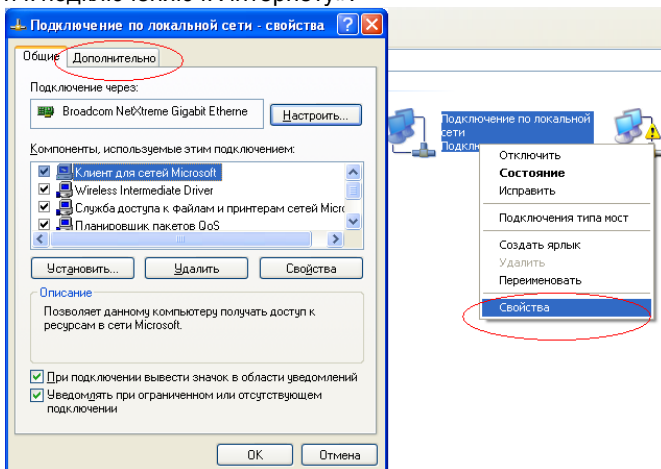 к подключению к Интернету».
Подключение по локальной сети - свойства
Общие Дополнительно
Подключение через:
Broadcom NetXtreme Gigabit Etherne
Настроить...
Компоненты, используемые этим подключением:
Клиент для сетей Microsoft
Wireless Intermediate Driver
Служба доступа к файлам и принтерам сетей Micro
Планировщик пакетов QoS
Установить... Удалить Свойства
Описание
Позволяет данному компьютеру получать доступ к
ресурсам в сети Microsoft.
При подключении вывести значок в области уведомлений
Уведомлять при ограниченном или отсутствующем
подключении
OK Отмена
Подключение по локальной
сети
Подклю
Отключить
Состояние
Исправить
Подключения типа мост
Создать ярлык
Удалить
Переименовать
Свойства